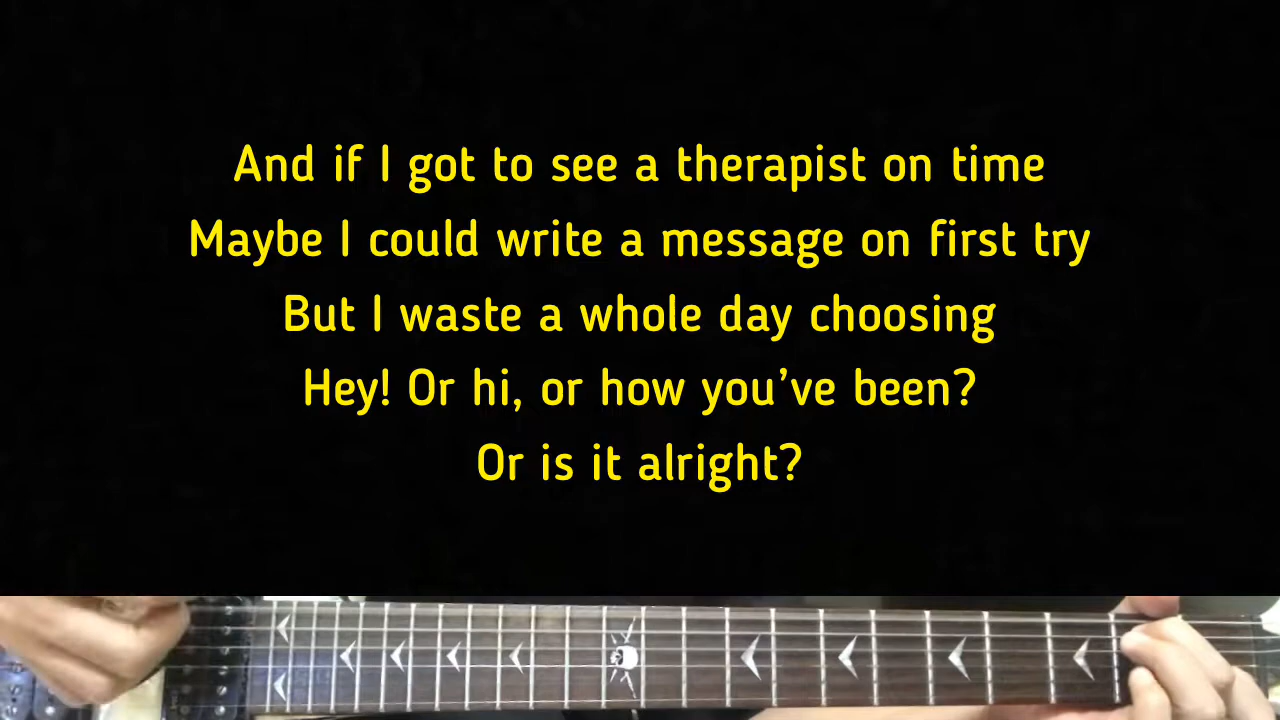 And if I got to see a therapist on time
Maybe I could write a message on first try
But I waste a whole day choosing
Hey! Or hi, or how you’ve been?
Or is it alright?